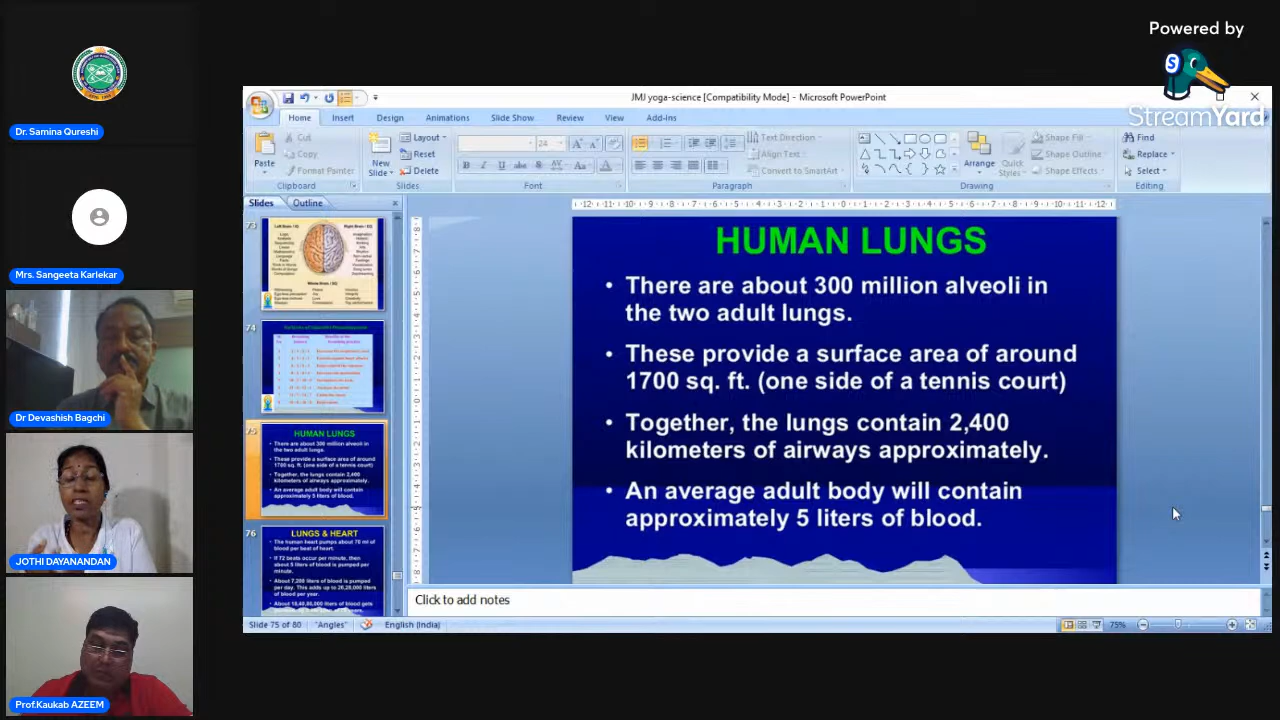 Powered by
StreamYard
Dr. Samina Qureshi
Mrs. Sangeeta Karlekar
Dr Devashish Bagchi
JOTHI DAYANANDAN
Prof.Kaukab AZEEM
JMJ yoga-science [Compatibility Mode] - Microsoft PowerPoint
Home Insert Design Animations Slide Show Review View Add-Ins
Paste
Cut
Copy
Format Painter
Clipboard
New
Slide
Layout
Reset
Delete
Slides
24
Font
Paragraph
Text Direction
Align Text
Convert to SmartArt
Arrange
Quick
Styles
Shape Fill
Shape Outline
Shape Effects
Drawing
Find
Replace
Select
Editing
Slides Outline
73
Left Brain
Right Brain
74
75
HUMAN LUNGS
There are about 300 million alveoli in
the two adult lungs.
These provide a surface area of around
1700 sq. ft. (one side of a tennis court)
Together, the lungs contain 2,400
kilometers of airways approximately.
An average adult body will contain
approximately 5 liters of blood.
76
LUNGS & HEART
The human heart pumps about 70 ml of
blood per beat of heart.
If 72 beats occur per minute, then
about 5 liters of blood is pumped per
minute.
About 7,200 liters of blood is pumped
per day. This adds up to 26,28,000 liters
of blood per year.
HUMAN LUNGS
• There are about 300 million alveoli in
the two adult lungs.
• These provide a surface area of around
1700 sq. ft. (one side of a tennis court)
• Together, the lungs contain 2,400
kilometers of airways approximately.
• An average adult body will contain
approximately 5 liters of blood.
Click to add notes
Slide 75 of 80 "Angles" English (India) 75%